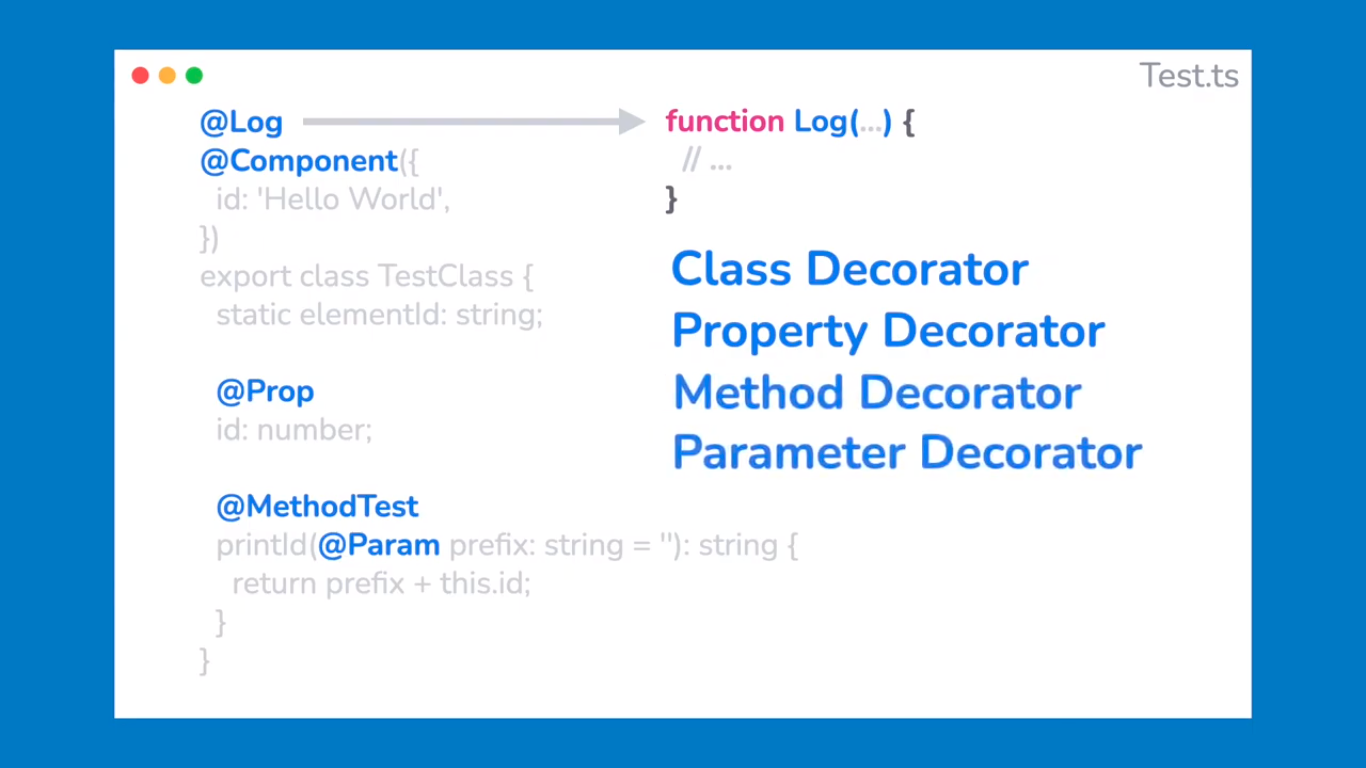 Test.ts
@Log
@Component({
id: 'Hello World',
})
export class TestClass {
static elementId: string;
@Prop
id: number;
@MethodTest
printId(@Param prefix: string = ''): string {
return prefix + this.id;
}
}
function Log(...) {
// ...
}
Class Decorator
Property Decorator
Method Decorator
Parameter Decorator